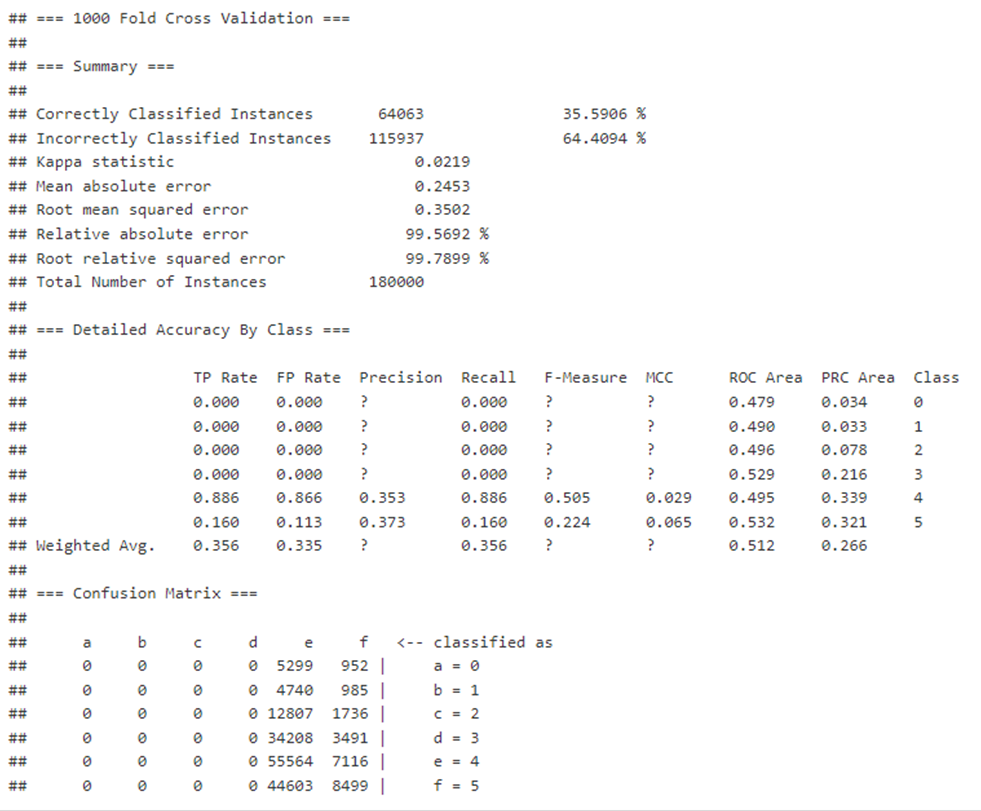 ## === 1000 Fold Cross Validation ===
##
## === Summary ===
##
## Correctly Classified Instances       64063               35.5906 %
## Incorrectly Classified Instances    115937               64.4094 %
## Kappa statistic                          0.0219
## Mean absolute error                      0.2453
## Root mean squared error                  0.3502
## Relative absolute error                 99.5692 %
## Root relative squared error             99.7899 %
## Total Number of Instances           180000
##
## === Detailed Accuracy By Class ===
##
##                  TP Rate  FP Rate  Precision  Recall   F-Measure  MCC      ROC Area  PRC Area  Class
##                  0.000    0.000    ?          0.000    ?          ?        0.479     0.034     0
##                  0.000    0.000    ?          0.000    ?          ?        0.490     0.033     1
##                  0.000    0.000    ?          0.000    ?          ?        0.496     0.078     2
##                  0.000    0.000    ?          0.000    ?          ?        0.529     0.216     3
##                  0.886    0.866    0.353      0.886    0.505      0.029    0.495     0.339     4
##                  0.160    0.113    0.373      0.160    0.224      0.065    0.532     0.321     5
## Weighted Avg.    0.356    0.335    ?          0.356    ?          ?        0.512     0.266
##
## === Confusion Matrix ===
##
##      a     b     c     d     e     f   <-- classified as
##      0     0     0     0  5299   952 |     a = 0
##      0     0     0     0  4740   985 |     b = 1
##      0     0     0     0 12807  1736 |     c = 2
##      0     0     0     0 34208  3491 |     d = 3
##      0     0     0     0 55564  7116 |     e = 4
##      0     0     0     0 44603  8499 |     f = 5